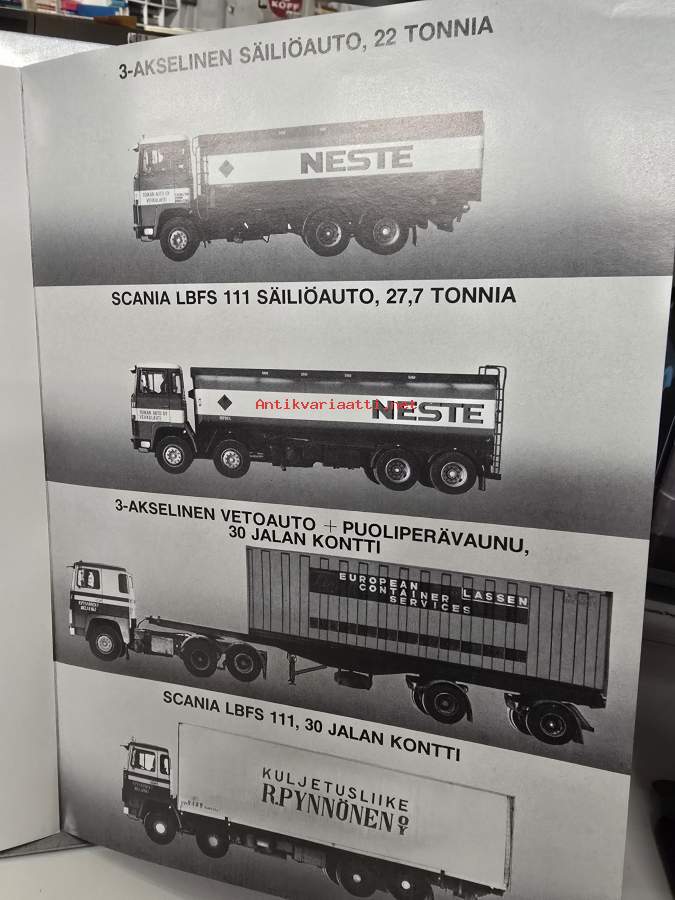 KOFF
3-AKSELINEN SÄILIÖAUTO, 22 TONNIA
NESTE
SCANIA LBFS 111 SÄILIÖAUTO, 27,7 TONNIA
Antikvariaatti.net
NESTE
3-AKSELINEN VETOAUTO + PUOLIPERÄVAUNU,
30 JALAN KONTTI
EUROPEAN LASSEN
CONTAINER
SERVICES
SCANIA LBFS 111, 30 JALAN KONTTI
KULJETUSLIIKE
R.PYNNÖNEN OY